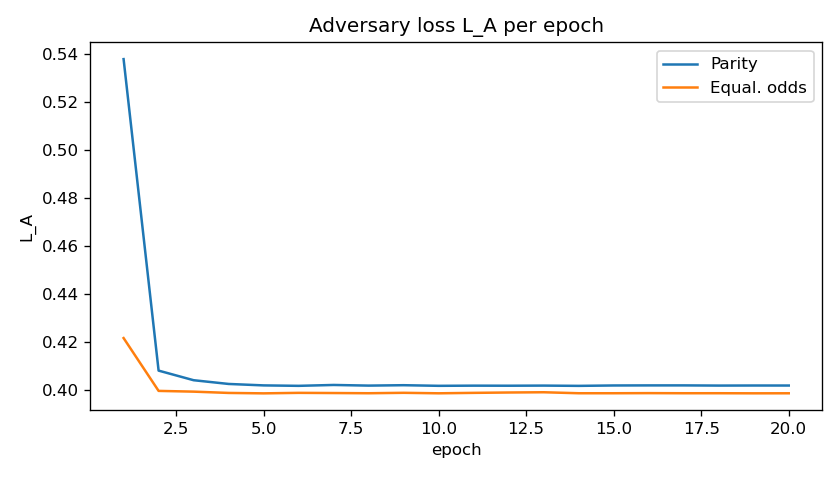 Adversary loss L_A per epoch
Parity
Equal. odds
L_A
0.54
0.52
0.50
0.48
0.46
0.44
0.42
0.40
2.5 5.0 7.5 10.0 12.5 15.0 17.5 20.0
epoch